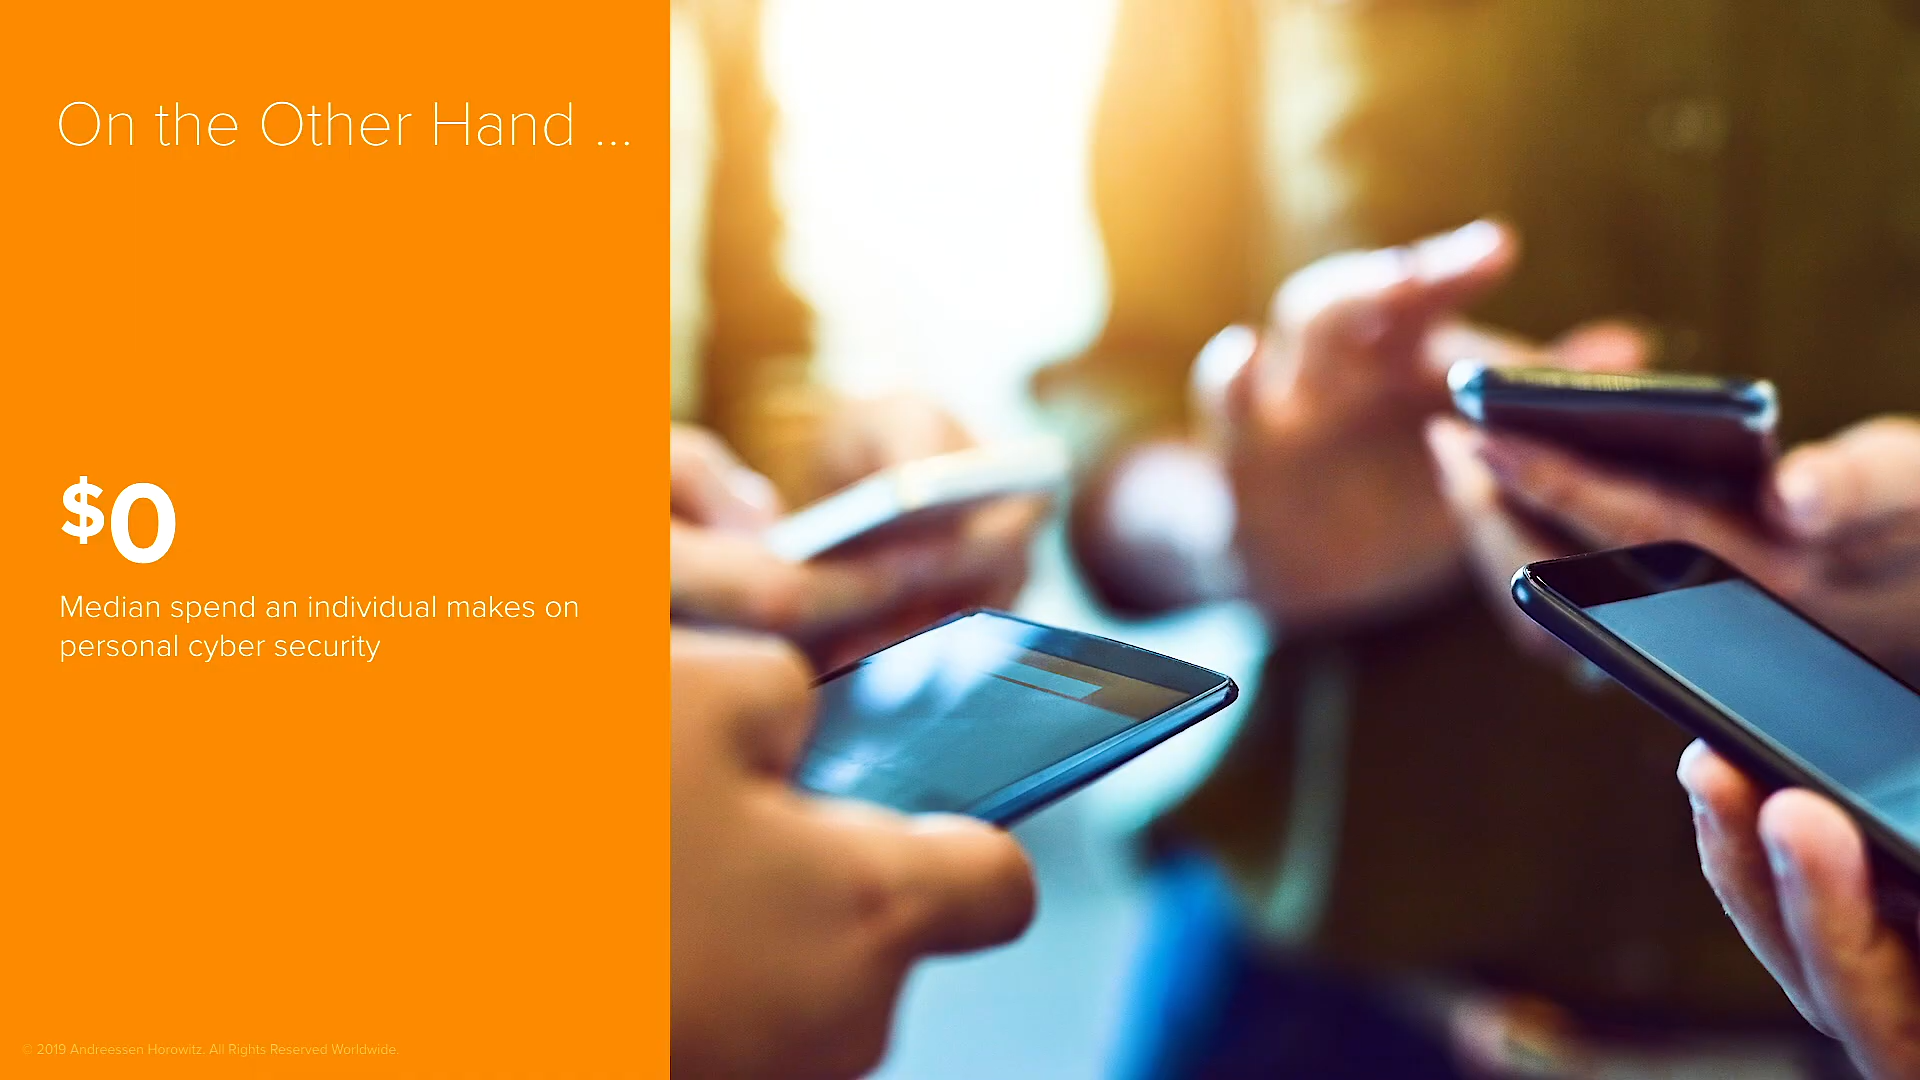 On the Other Hand ...
$0
Median spend an individual makes on
personal cyber security
© 2019 Andreessen Horowitz. All Rights Reserved Worldwide.